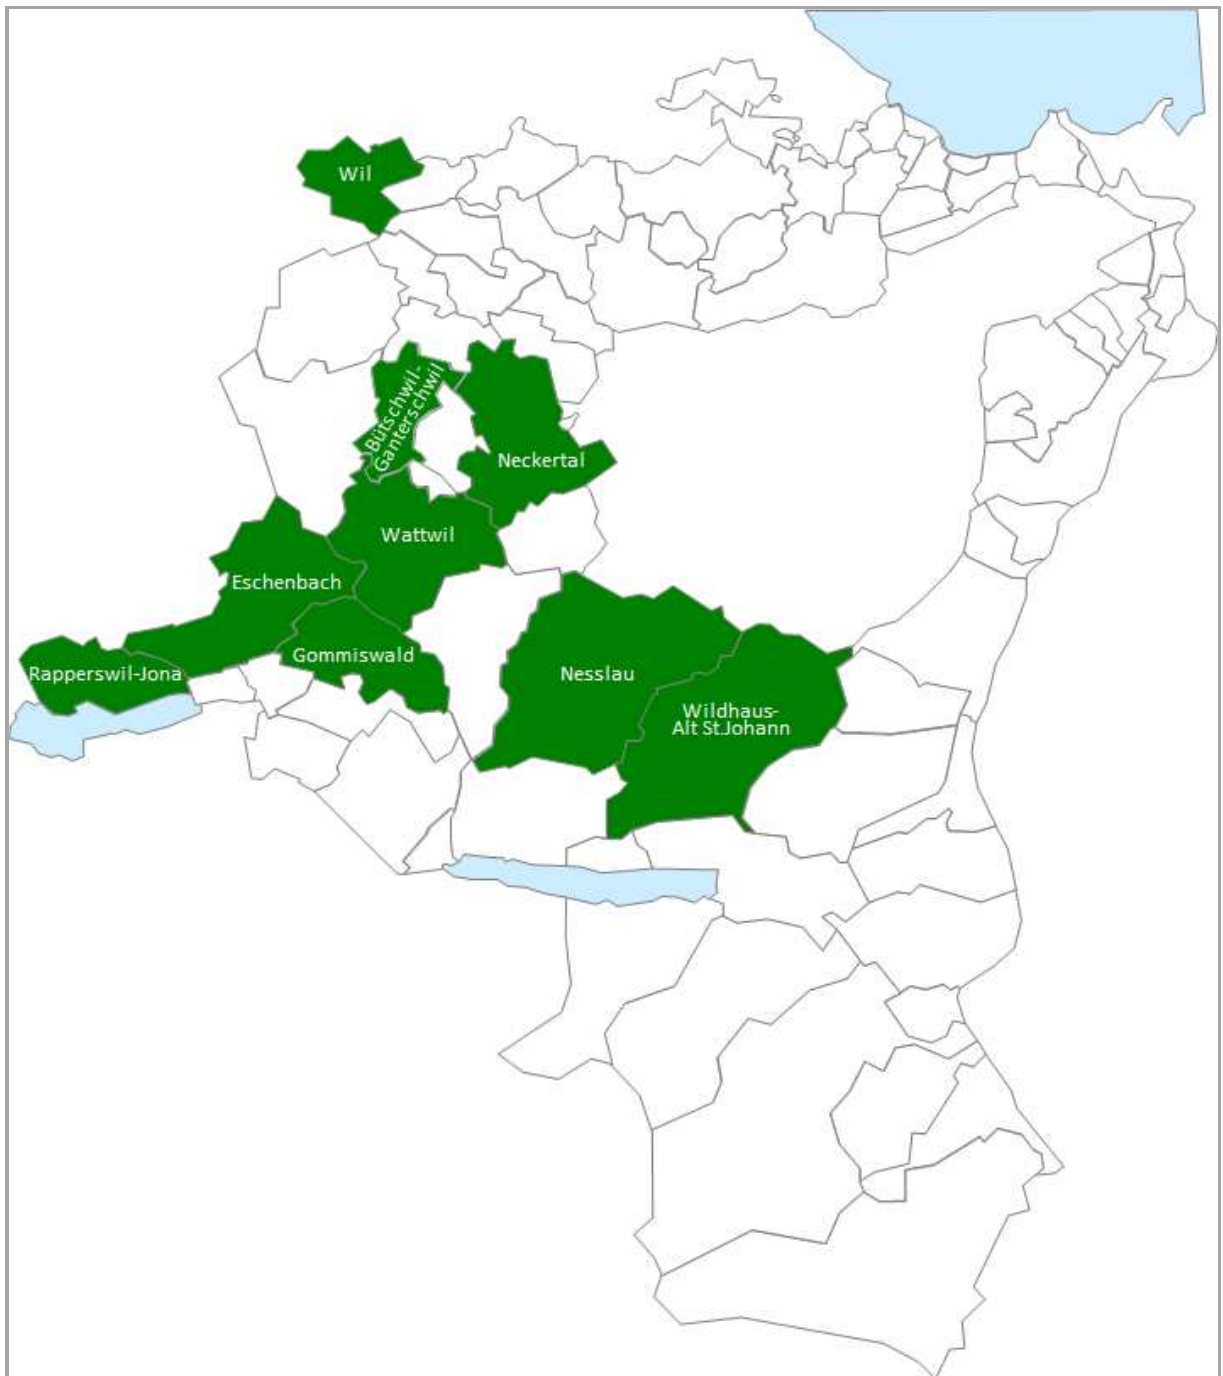 Wil
Bütschwil-
Ganterschwil
Neckertal
Wattwil
Eschenbach
Gommiswald
Rapperswil-Jona
Nesslau
Wildhaus-
Alt St.Johann